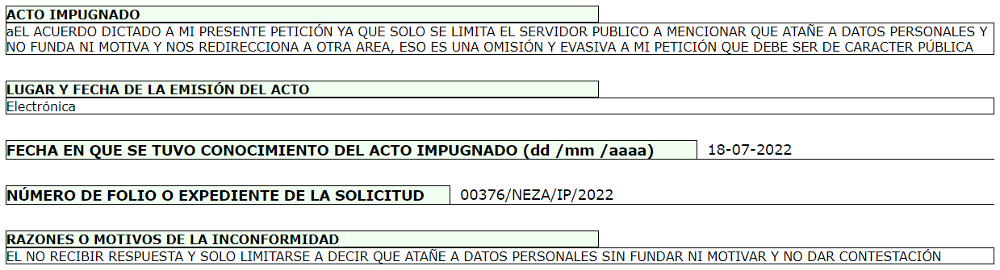 ACTO IMPUGNADO
aEL ACUERDO DICTADO A MI PRESENTE PETICIÓN YA QUE SOLO SE LIMITA EL SERVIDOR PUBLICO A MENCIONAR QUE ATAÑE A DATOS PERSONALES Y
NO FUNDA NI MOTIVA Y NOS REDIRECCIONA A OTRA AREA, ESO ES UNA OMISIÓN Y EVASIVA A MI PETICIÓN QUE DEBE SER DE CARACTER PÚBLICA
LUGAR Y FECHA DE LA EMISIÓN DEL ACTO
Electrónica
FECHA EN QUE SE TUVO CONOCIMIENTO DEL ACTO IMPUGNADO (dd /mm /aaaa) 18-07-2022
NÚMERO DE FOLIO O EXPEDIENTE DE LA SOLICITUD 00376/NEZA/IP/2022
RAZONES O MOTIVOS DE LA INCONFORMIDAD
EL NO RECIBIR RESPUESTA Y SOLO LIMITARSE A DECIR QUE ATAÑE A DATOS PERSONALES SIN FUNDAR NI MOTIVAR Y NO DAR CONTESTACIÓN